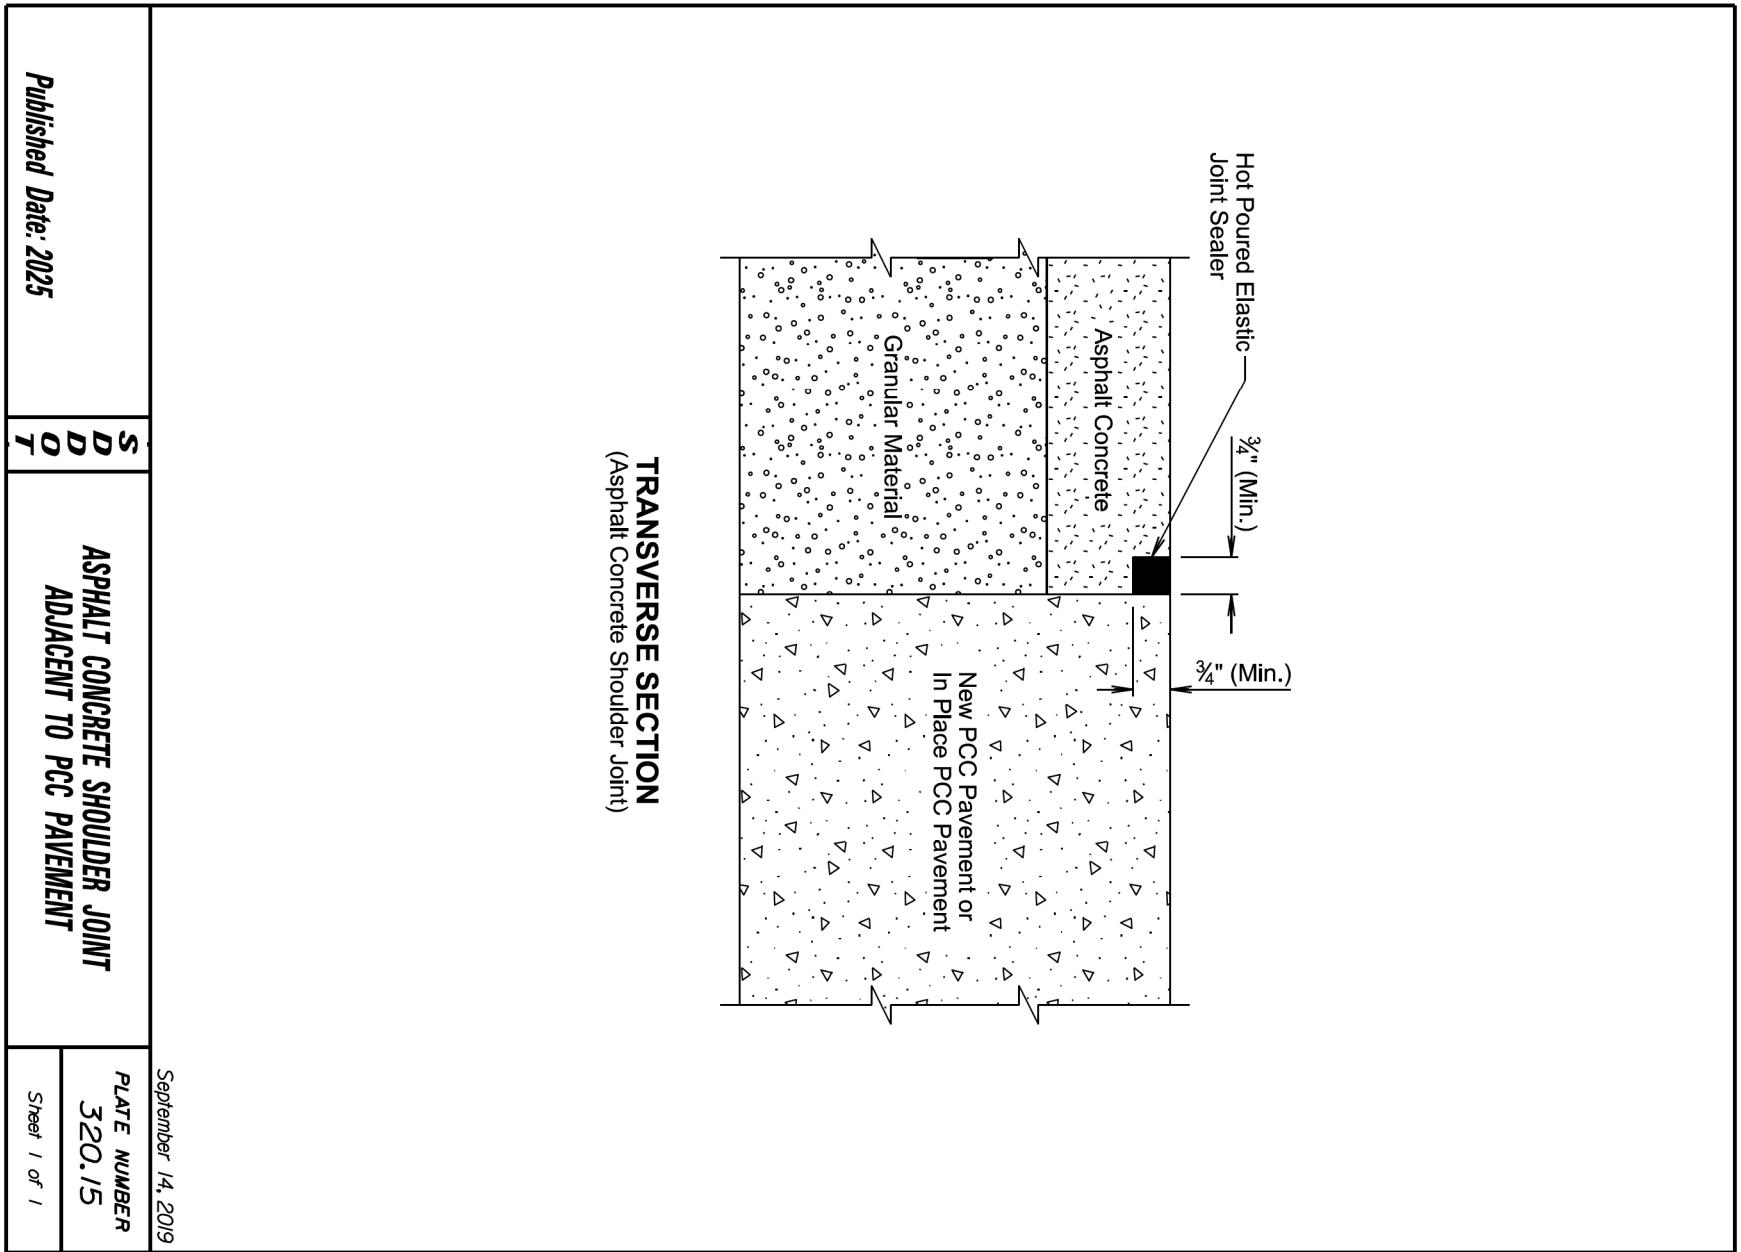 Hot Poured Elastic
Joint Sealer
¾" (Min.)
¾" (Min.)
Asphalt Concrete
Granular Material
New PCC Pavement or
In Place PCC Pavement
TRANSVERSE SECTION
(Asphalt Concrete Shoulder Joint)
September 14, 2019
Published Date: 2025
S
D
D
O
T
ASPHALT CONCRETE SHOULDER JOINT
ADJACENT TO PCC PAVEMENT
PLATE NUMBER
320.15
Sheet 1 of 1